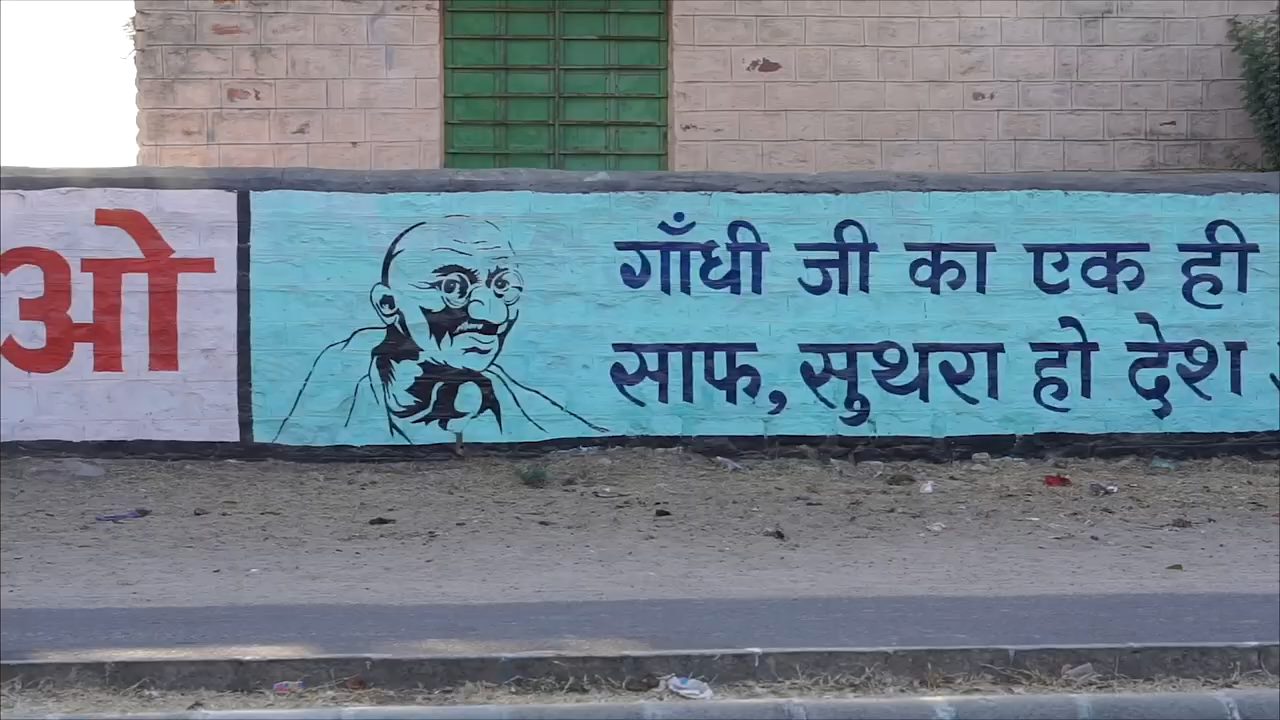 ओ
गाँधी जी का एक ही
साफ, सुथरा हो देश